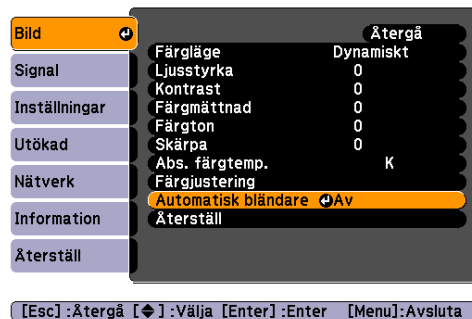 Bild
Signal
Inställningar
Utökad
Nätverk
Information
Återställ
Återgå
Färgläge Dynamiskt
Ljusstyrka 0
Kontrast 0
Färgmättnad 0
Färgton 0
Skärpa 0
Abs. färgtemp. K
Färgjustering
Automatisk bländare Av
Återställ
[Esc] :Återgå [◆] :Välja [Enter] :Enter [Menu]:Avsluta